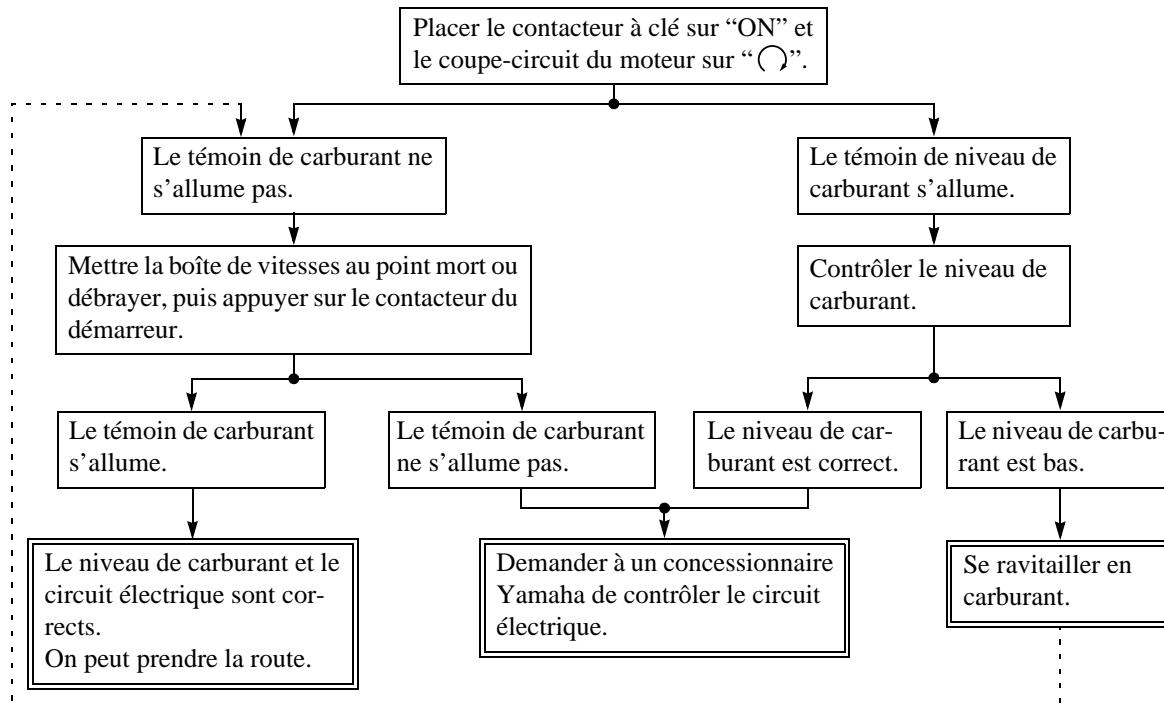 Placer le contacteur à clé sur “ON” et
le coupe-circuit du moteur sur “ ”.
Le témoin de carburant ne
s’allume pas.
Le témoin de niveau de
carburant s’allume.
Mettre la boîte de vitesses au point mort ou
débrayer, puis appuyer sur le contacteur du
démarreur.
Contrôler le niveau de
carburant.
Le témoin de carburant
s’allume.
Le témoin de carburant
ne s’allume pas.
Le niveau de car-
burant est correct.
Le niveau de carbu-
rant est bas.
Le niveau de carburant et le
circuit électrique sont cor-
rects.
On peut prendre la route.
Demander à un concessionnaire
Yamaha de contrôler le circuit
électrique.
Se ravitailler en
carburant.